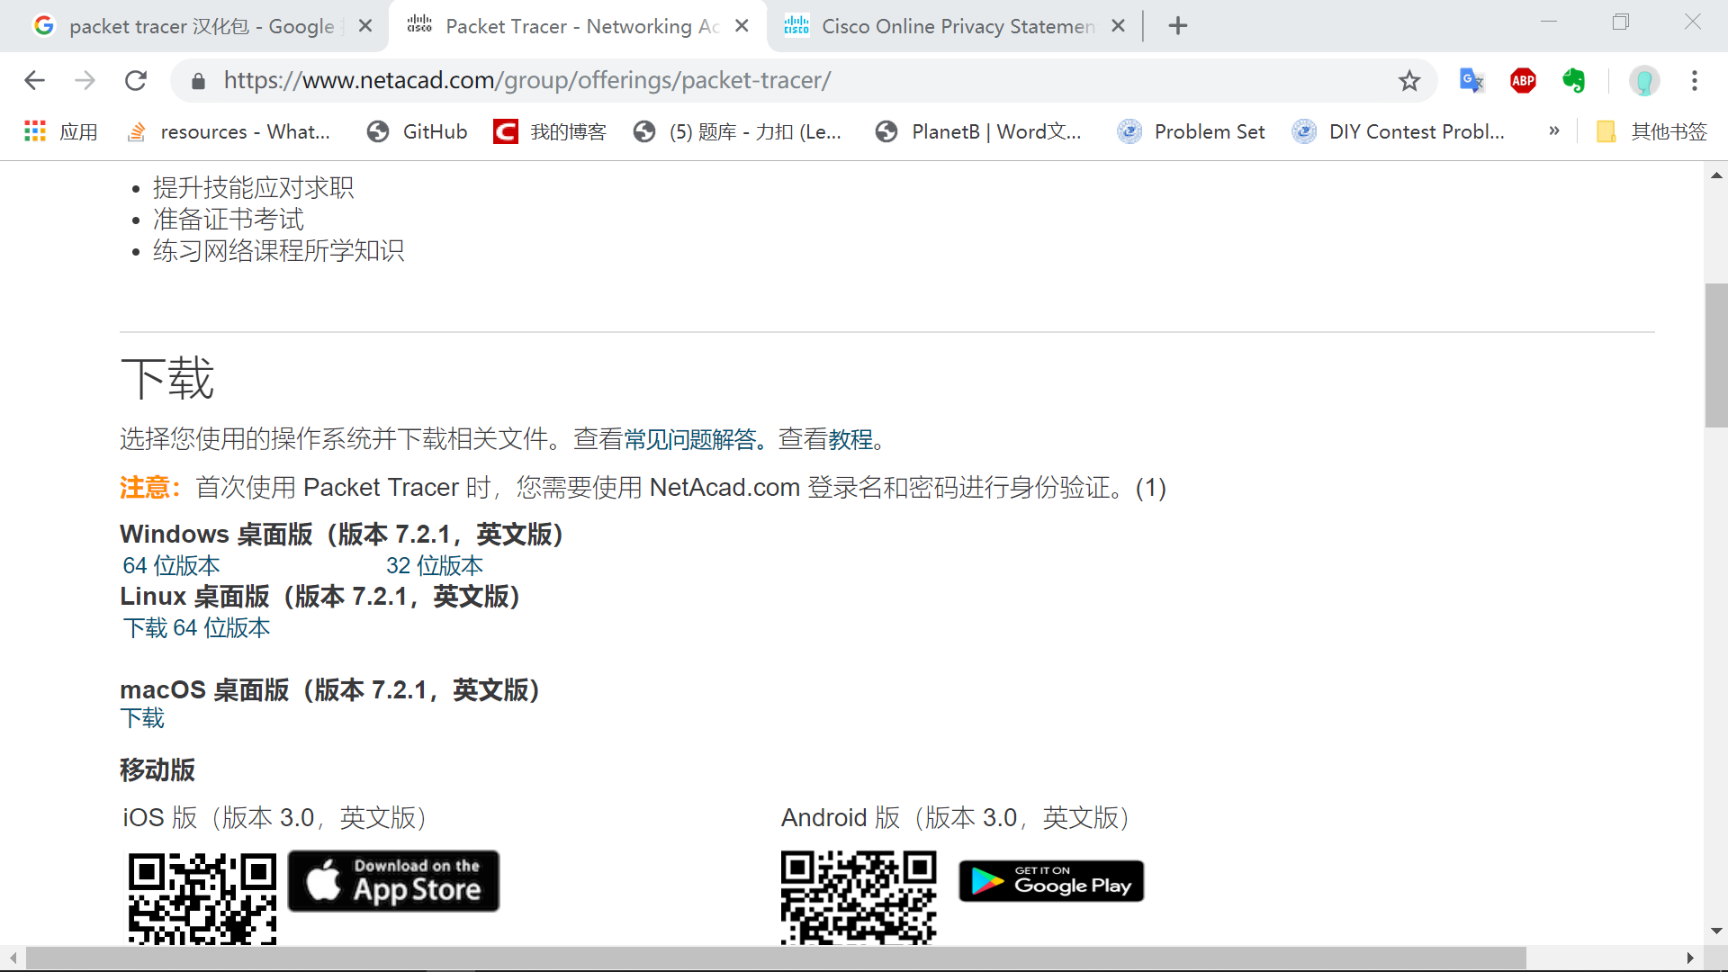 packet tracer 汉化包 - Google
Packet Tracer - Networking Ac
Cisco Online Privacy Statemen
https://www.netacad.com/group/offerings/packet-tracer/
应用
resources - What...
GitHub
我的博客
(5) 题库 - 力扣 (Le...
PlanetB | Word文...
Problem Set
DIY Contest Probl...
»
其他书签
• 提升技能应对求职
• 准备证书考试
• 练习网络课程所学知识
下载
选择您使用的操作系统并下载相关文件。查看常见问题解答。查看教程。
注意：首次使用 Packet Tracer 时，您需要使用 NetAcad.com 登录名和密码进行身份验证。(1)
Windows 桌面版（版本 7.2.1，英文版）
64 位版本 32 位版本
Linux 桌面版（版本 7.2.1，英文版）
下载 64 位版本
macOS 桌面版（版本 7.2.1，英文版）
下载
移动版
iOS 版（版本 3.0，英文版） Android 版（版本 3.0，英文版）
Download on the
App Store
GET IT ON
Google Play
ABP
cisco
cisco